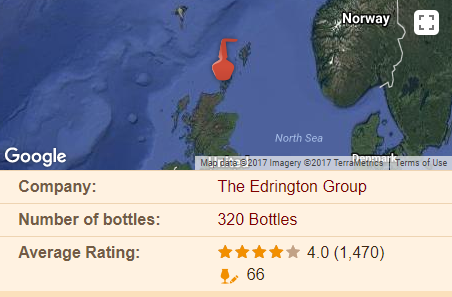 Norway
North Sea
Google
Map data ©2017 Imagery ©2017 TerraMetrics Terms of Use
Company: The Edrington Group
Number of bottles: 320 Bottles
Average Rating: 4.0 (1,470)
66